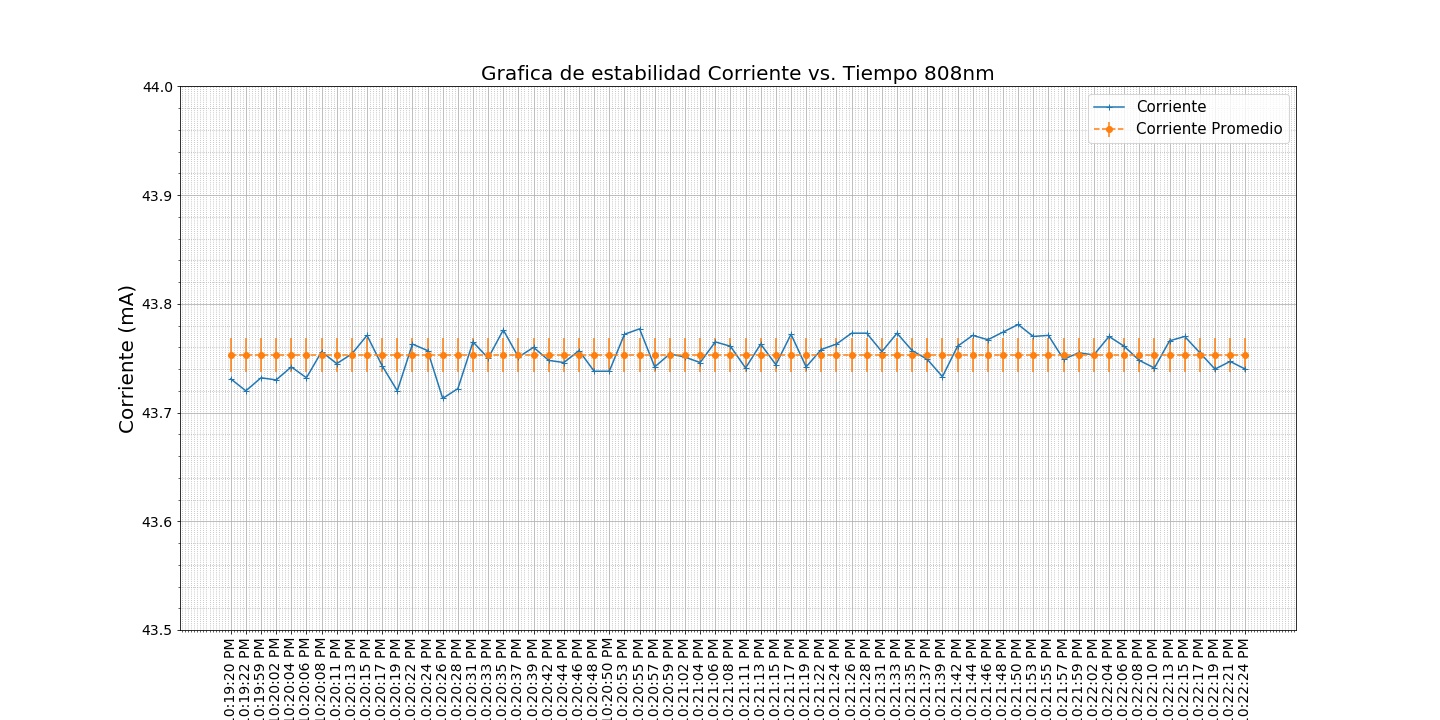 Grafica de estabilidad Corriente vs. Tiempo 808nm
Corriente
Corriente Promedio
Corriente (mA)
44.0
43.9
43.8
43.7
43.6
43.5
10:19:20 PM
10:19:22 PM
10:19:59 PM
10:20:02 PM
10:20:04 PM
10:20:06 PM
10:20:08 PM
10:20:11 PM
10:20:13 PM
10:20:15 PM
10:20:17 PM
10:20:19 PM
10:20:22 PM
10:20:24 PM
10:20:26 PM
10:20:28 PM
10:20:31 PM
10:20:33 PM
10:20:35 PM
10:20:37 PM
10:20:39 PM
10:20:42 PM
10:20:44 PM
10:20:46 PM
10:20:48 PM
10:20:50 PM
10:20:53 PM
10:20:55 PM
10:20:57 PM
10:20:59 PM
10:21:02 PM
10:21:04 PM
10:21:06 PM
10:21:08 PM
10:21:11 PM
10:21:13 PM
10:21:15 PM
10:21:17 PM
10:21:19 PM
10:21:22 PM
10:21:24 PM
10:21:26 PM
10:21:28 PM
10:21:31 PM
10:21:33 PM
10:21:35 PM
10:21:37 PM
10:21:39 PM
10:21:42 PM
10:21:44 PM
10:21:46 PM
10:21:48 PM
10:21:50 PM
10:21:53 PM
10:21:55 PM
10:21:57 PM
10:21:59 PM
10:22:02 PM
10:22:04 PM
10:22:06 PM
10:22:08 PM
10:22:10 PM
10:22:13 PM
10:22:15 PM
10:22:17 PM
10:22:19 PM
10:22:21 PM
10:22:24 PM